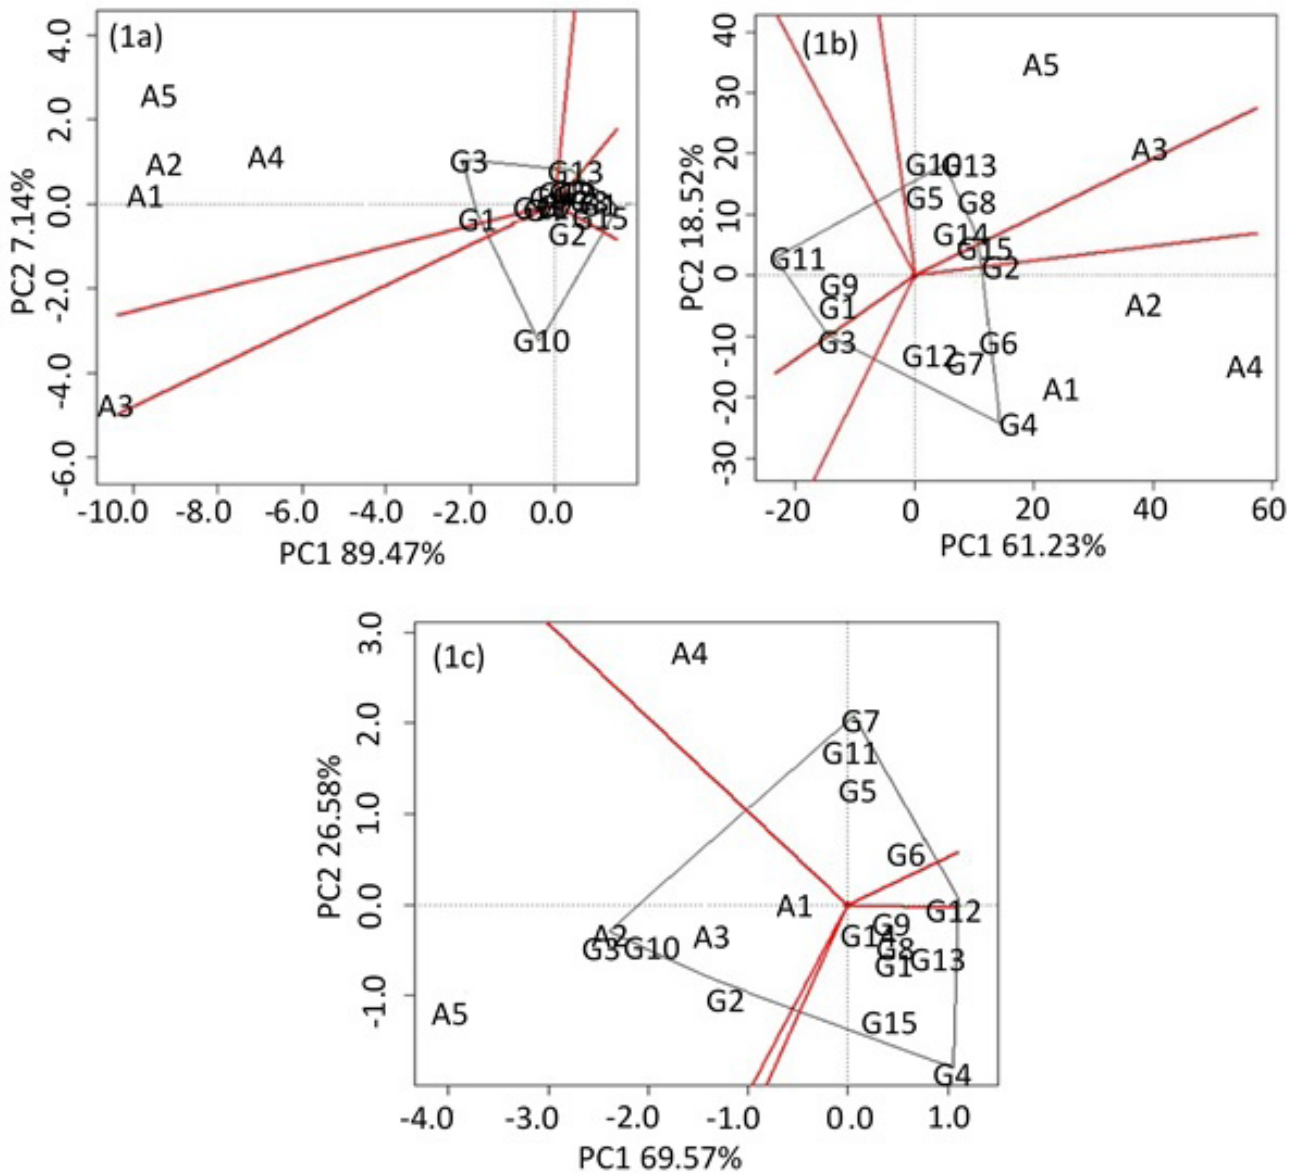 (1a)
4.0
2.0
0.0
-2.0
-4.0
-6.0
PC2 7.14%
A5
A2
A4
A1
G3
G13
G1
G15
G2
G10
A3
-10.0 -8.0 -6.0 -4.0 -2.0 0.0
PC1 89.47%
(1b)
40
30
20
10
0
-10
-20
-30
PC2 18.52%
A5
A3
G10 G13
G5 G8
G14
G15
G11 G2
G9
G1 A2
G3 G6
G12 G7
A4
A1
G4
-20 0 20 40 60
PC1 61.23%
(1c)
3.0
2.0
1.0
0.0
-1.0
PC2 26.58%
A4
G7
G11
G5
G6
A1 G12
G9
A2 A3 G14
G3 G10 G8
G1 G13
G2
A5 G15
G4
-4.0 -3.0 -2.0 -1.0 0.0 1.0
PC1 69.57%